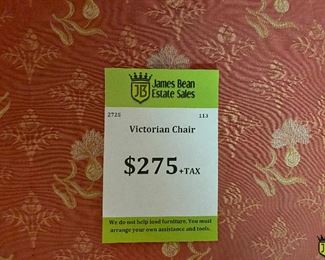 JB
James Bean
Estate Sales
2728 113
Victorian Chair
$275+TAX
We do not help load furniture. You must
arrange your own assistance and tools.